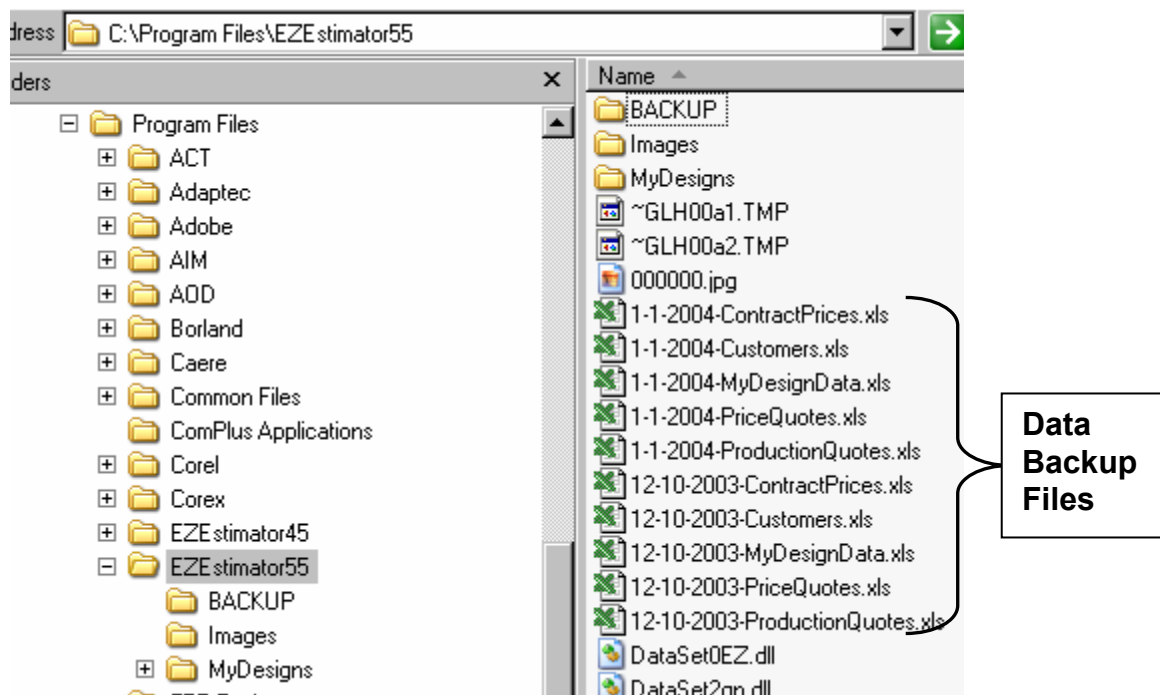 dress C:\Program Files\EZEstimator55
ders
Program Files
ACT
Adaptec
Adobe
AIM
AOD
Borland
Caere
Common Files
ComPlus Applications
Corel
Corex
EZEstimator45
EZEstimator55
BACKUP
Images
MyDesigns
Name
BACKUP
Images
MyDesigns
~GLH00a1.TMP
~GLH00a2.TMP
000000.jpg
1-1-2004-ContractPrices.xls
1-1-2004-Customers.xls
1-1-2004-MyDesignData.xls
1-1-2004-PriceQuotes.xls
1-1-2004-ProductionQuotes.xls
12-10-2003-ContractPrices.xls
12-10-2003-Customers.xls
12-10-2003-MyDesignData.xls
12-10-2003-PriceQuotes.xls
12-10-2003-ProductionQuotes.xls
DataSet0EZ.dll
DataSet2gp.dll
Data
Backup
Files